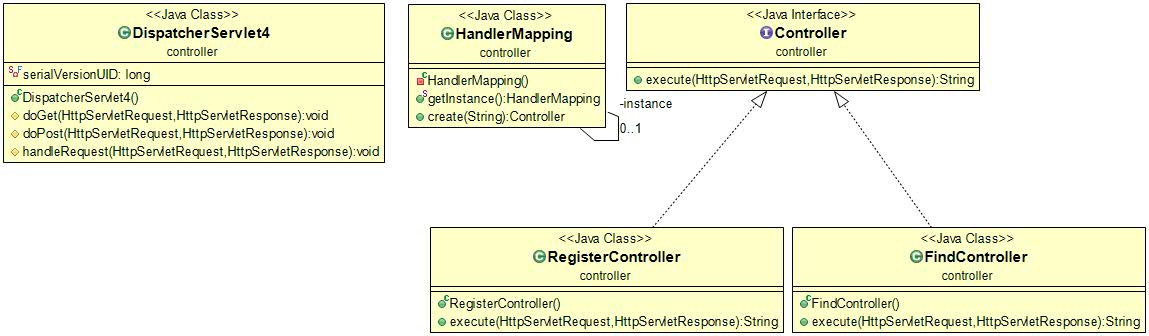 <<Java Class>>
DispatcherServlet4
controller
serialVersionUID: long
DispatcherServlet4()
doGet(HttpServletRequest,HttpServletResponse):void
doPost(HttpServletRequest,HttpServletResponse):void
handleRequest(HttpServletRequest,HttpServletResponse):void
<<Java Class>>
HandlerMapping
controller
HandlerMapping()
getInstance():HandlerMapping
create(String):Controller
-instance
0..1
<<Java Interface>>
Controller
controller
execute(HttpServletRequest,HttpServletResponse):String
<<Java Class>>
RegisterController
controller
RegisterController()
execute(HttpServletRequest,HttpServletResponse):String
<<Java Class>>
FindController
controller
FindController()
execute(HttpServletRequest,HttpServletResponse):String